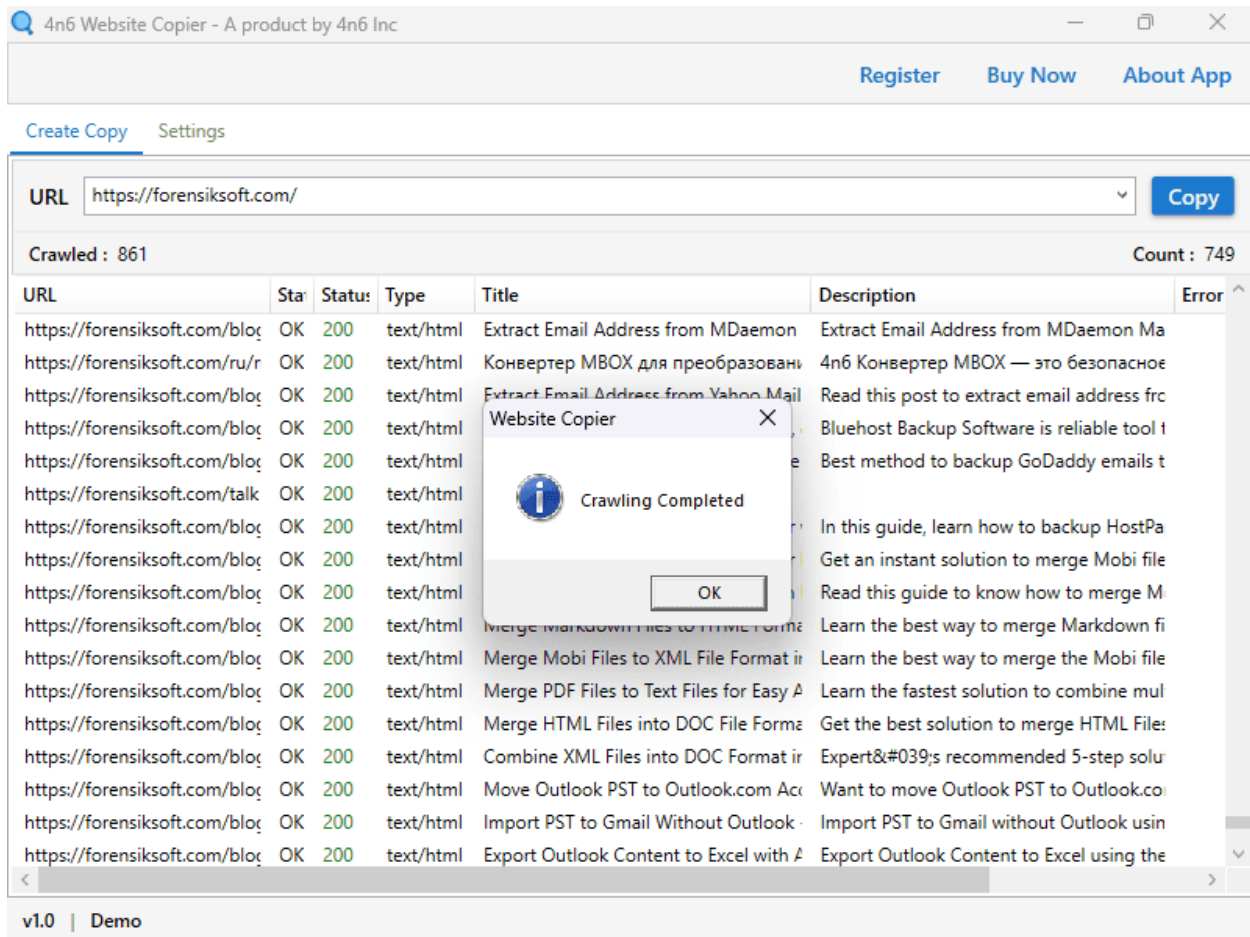 4n6 Website Copier - A product by 4n6 Inc
Register Buy Now About App
Create Copy Settings
URL https://forensiksoft.com/ Copy
Crawled : 861 Count : 749
URL Sta Status Type Title Description Error
https://forensiksoft.com/blog OK 200 text/html Extract Email Address from MDaemon Extract Email Address from MDaemon Ma
https://forensiksoft.com/ru/r OK 200 text/html Конвертер MBOX для преобразовани 4n6 Конвертер MBOX — это безопасное
https://forensiksoft.com/blog OK 200 text/html Extract Email Address from Yahoo Mail Read this post to extract email address frc
https://forensiksoft.com/blog OK 200 text/html Bluehost Backup Software is reliable tool t
https://forensiksoft.com/blog OK 200 text/html Best method to backup GoDaddy emails t
https://forensiksoft.com/talk OK 200 text/html
https://forensiksoft.com/blog OK 200 text/html In this guide, learn how to backup HostPa
https://forensiksoft.com/blog OK 200 text/html Get an instant solution to merge Mobi file
https://forensiksoft.com/blog OK 200 text/html Read this guide to know how to merge M
https://forensiksoft.com/blog OK 200 text/html Merge Markdown Files to HTML Forma Learn the best way to merge Markdown fi
https://forensiksoft.com/blog OK 200 text/html Merge Mobi Files to XML File Format in Learn the best way to merge the Mobi file
https://forensiksoft.com/blog OK 200 text/html Merge PDF Files to Text Files for Easy A Learn the fastest solution to combine mul
https://forensiksoft.com/blog OK 200 text/html Merge HTML Files into DOC File Forma Get the best solution to merge HTML Files
https://forensiksoft.com/blog OK 200 text/html Combine XML Files into DOC Format in Expert&#039;s recommended 5-step solu
https://forensiksoft.com/blog OK 200 text/html Move Outlook PST to Outlook.com Acc Want to move Outlook PST to Outlook.co
https://forensiksoft.com/blog OK 200 text/html Import PST to Gmail Without Outlook - Import PST to Gmail without Outlook usin
https://forensiksoft.com/blog OK 200 text/html Export Outlook Content to Excel with A Export Outlook Content to Excel using the
Website Copier
Crawling Completed
OK
v1.0 | Demo